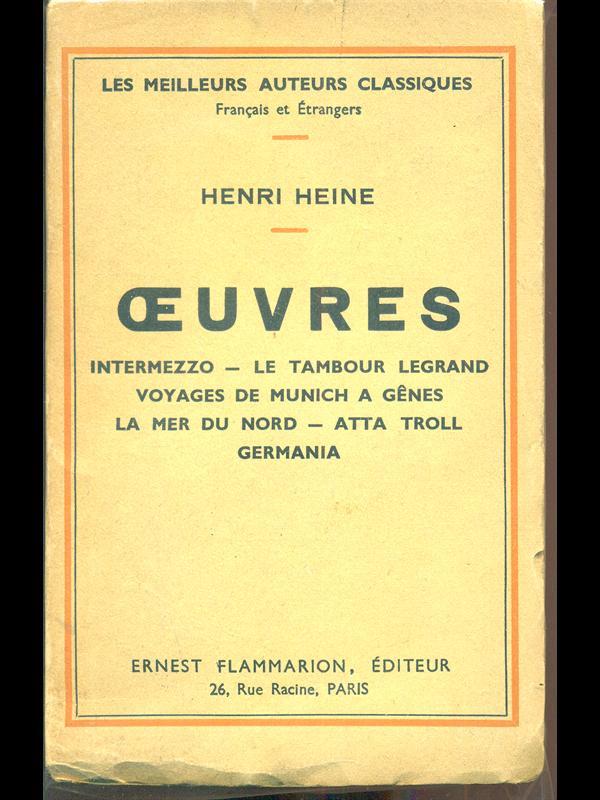 LES MEILLEURS AUTEURS CLASSIQUES
Français et Étrangers
HENRI HEINE
ŒUVRES
INTERMEZZO — LE TAMBOUR LEGRAND
VOYAGES DE MUNICH A GÊNES
LA MER DU NORD — ATTA TROLL
GERMANIA
ERNEST FLAMMARION, ÉDITEUR
26, Rue Racine, PARIS